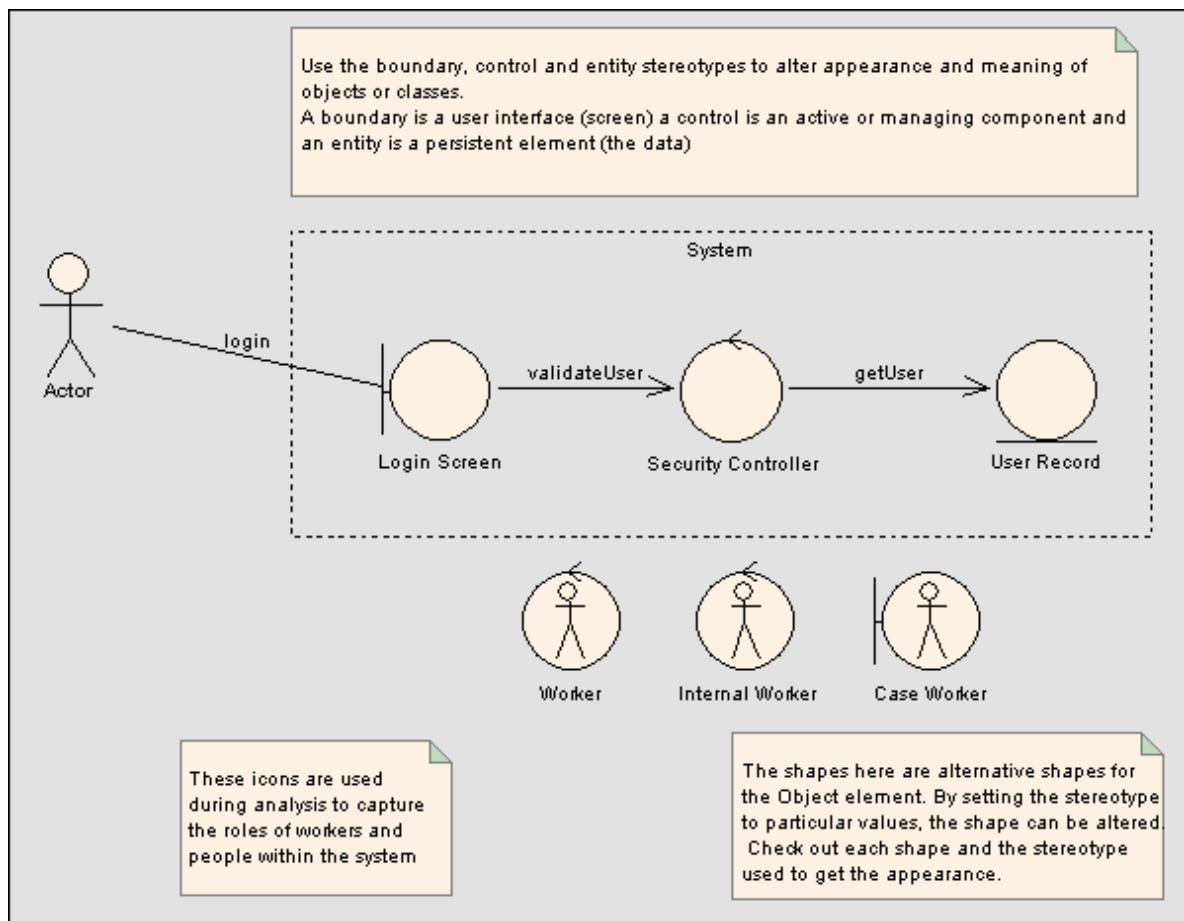 Use the boundary, control and entity stereotypes to alter appearance and meaning of
objects or classes.
A boundary is a user interface (screen) a control is an active or managing component and
an entity is a persistent element (the data)
System
login
validateUser
getUser
Actor
Login Screen
Security Controller
User Record
Worker
Internal Worker
Case Worker
These icons are used
during analysis to capture
the roles of workers and
people within the system
The shapes here are alternative shapes for
the Object element. By setting the stereotype
to particular values, the shape can be altered.
Check out each shape and the stereotype
used to get the appearance.